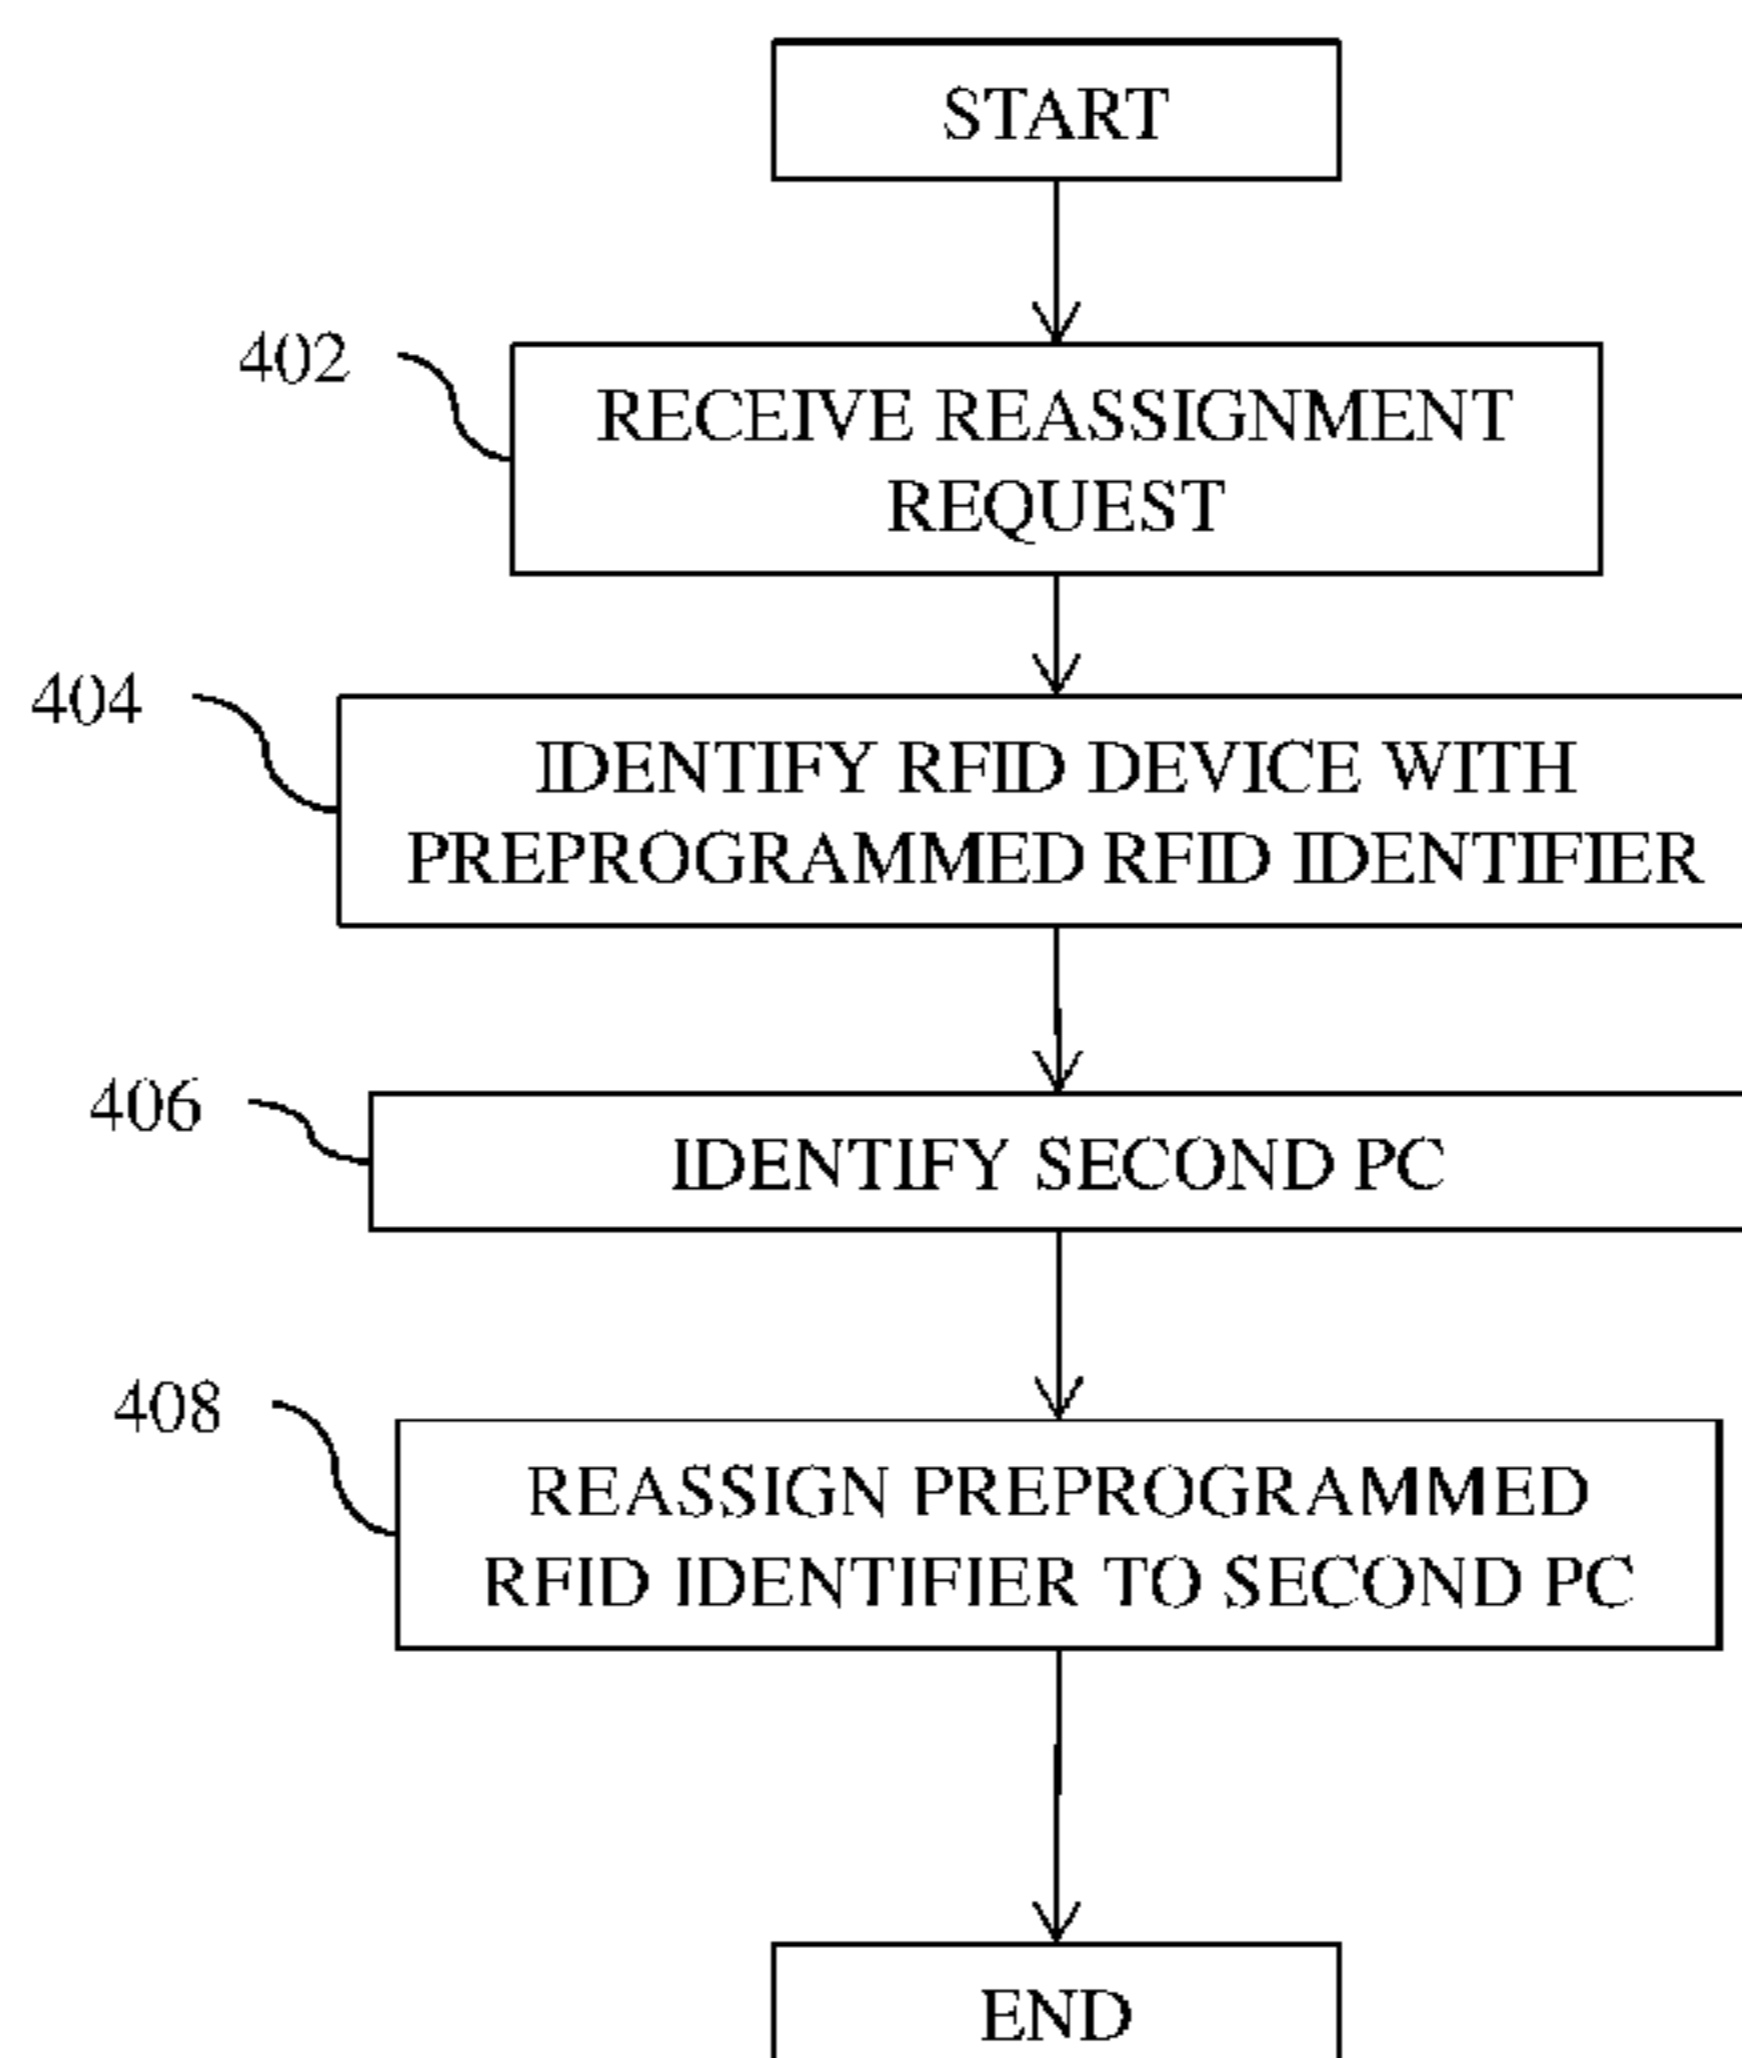 START
402
RECEIVE REASSIGNMENT
REQUEST
404
IDENTIFY RFID DEVICE WITH
PREPROGRAMMED RFID IDENTIFIER
406
IDENTIFY SECOND PC
408
REASSIGN PREPROGRAMMED
RFID IDENTIFIER TO SECOND PC
END